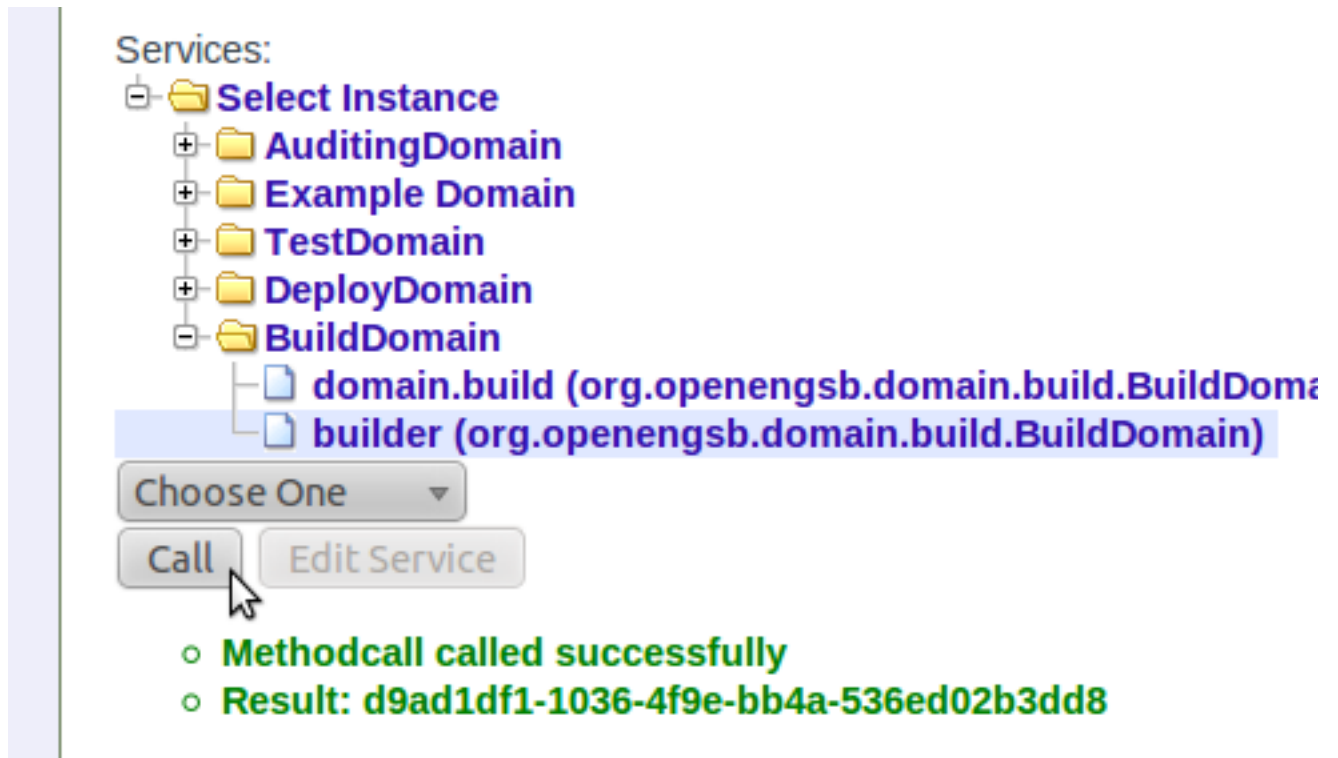 Services:
Select Instance
AuditingDomain
Example Domain
TestDomain
DeployDomain
BuildDomain
domain.build (org.openengsb.domain.build.BuildDoma
builder (org.openengsb.domain.build.BuildDomain)
Choose One
Call Edit Service
Methodcall called successfully
Result: d9ad1df1-1036-4f9e-bb4a-536ed02b3dd8